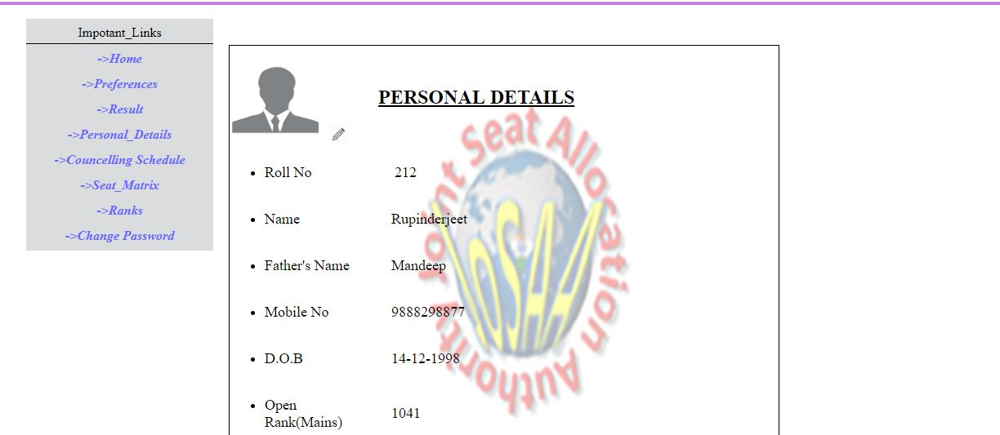 Impotant_Links
->Home
->Preferences
->Result
->Personal_Details
->Councelling Schedule
->Seat_Matrix
->Ranks
->Change Password
PERSONAL DETAILS
Joint Seat Allocation Authority
JoSAA
• Roll No 212
• Name Rupinderjeet
• Father's Name Mandeep
• Mobile No 9888298877
• D.O.B 14-12-1998
• Open
Rank(Mains) 1041